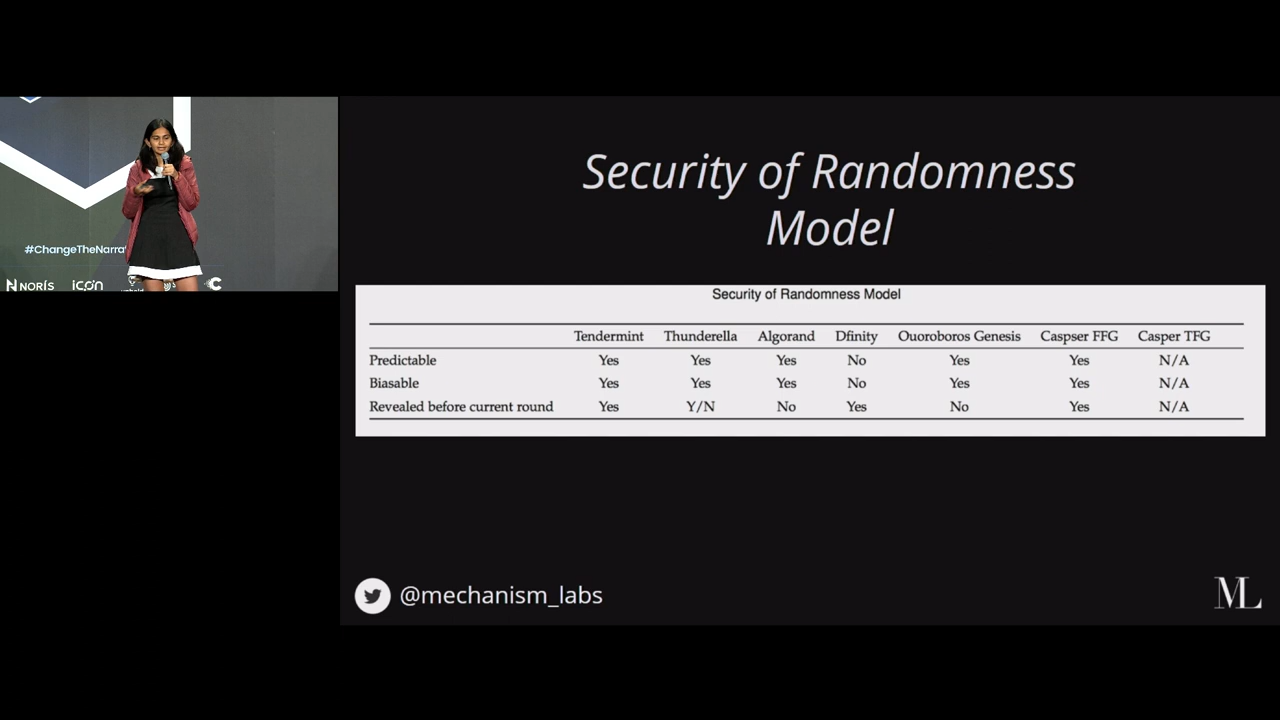 #ChangeTheNarra
NORIS icon
Security of Randomness
Model
Security of Randomness Model
Tendermint Thunderella Algorand Dfinity Ouoroboros Genesis Caspser FFG Casper TFG
Predictable Yes Yes Yes No Yes Yes N/A
Biasable Yes Yes Yes No Yes Yes N/A
Revealed before current round Yes Y/N No Yes No Yes N/A
@mechanism_labs
ML